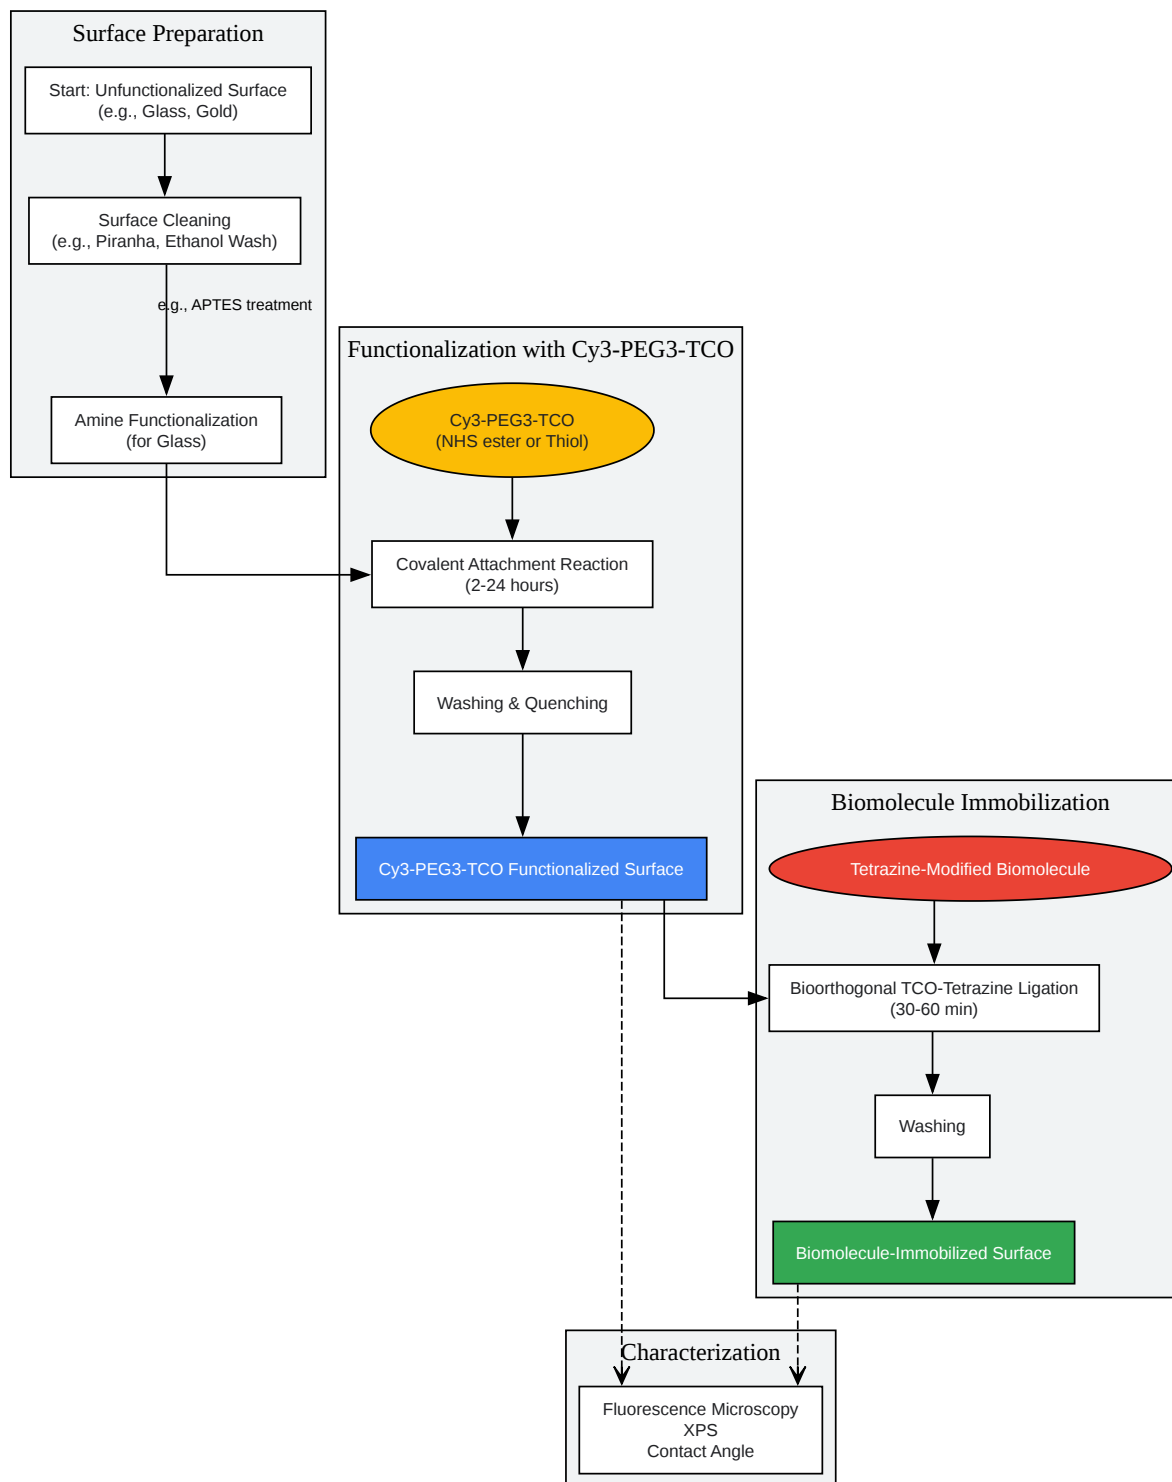 Surface Preparation
Start: Unfunctionalized Surface
(e.g., Glass, Gold)
Surface Cleaning
(e.g., Piranha, Ethanol Wash)
e.g., APTES treatment
Amine Functionalization
(for Glass)
Functionalization with Cy3-PEG3-TCO
Cy3-PEG3-TCO
(NHS ester or Thiol)
Covalent Attachment Reaction
(2-24 hours)
Washing & Quenching
Cy3-PEG3-TCO Functionalized Surface
Biomolecule Immobilization
Tetrazine-Modified Biomolecule
Bioorthogonal TCO-Tetrazine Ligation
(30-60 min)
Washing
Biomolecule-Immobilized Surface
Characterization
Fluorescence Microscopy
XPS
Contact Angle